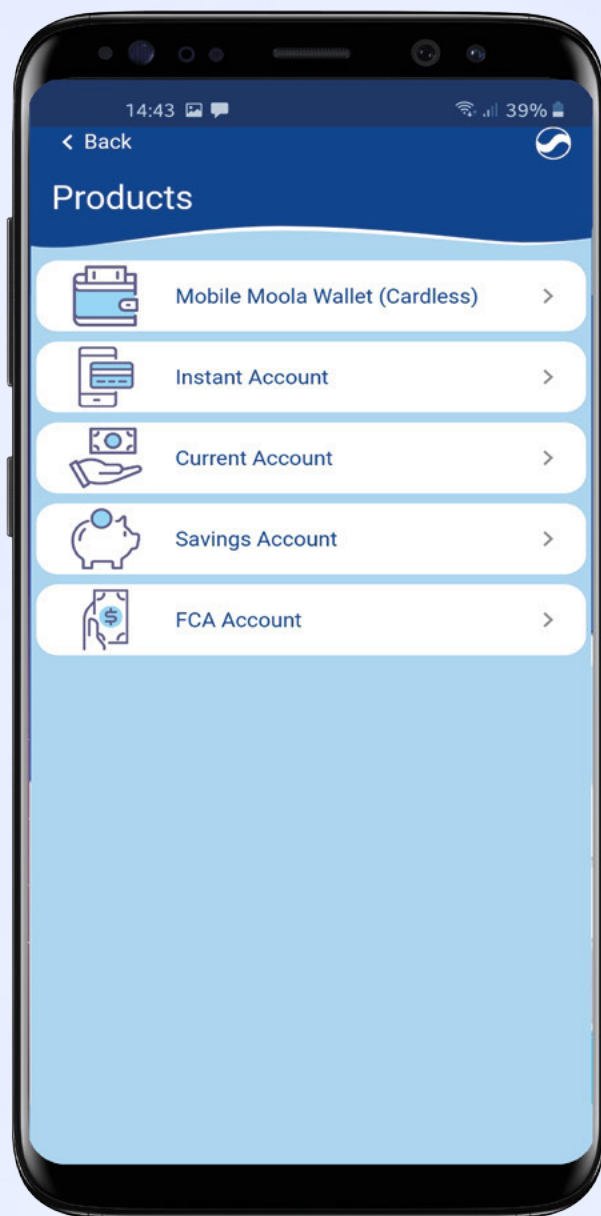 14:43
39%
Back
Products
Mobile Moola Wallet (Cardless)
Instant Account
Current Account
Savings Account
FCA Account